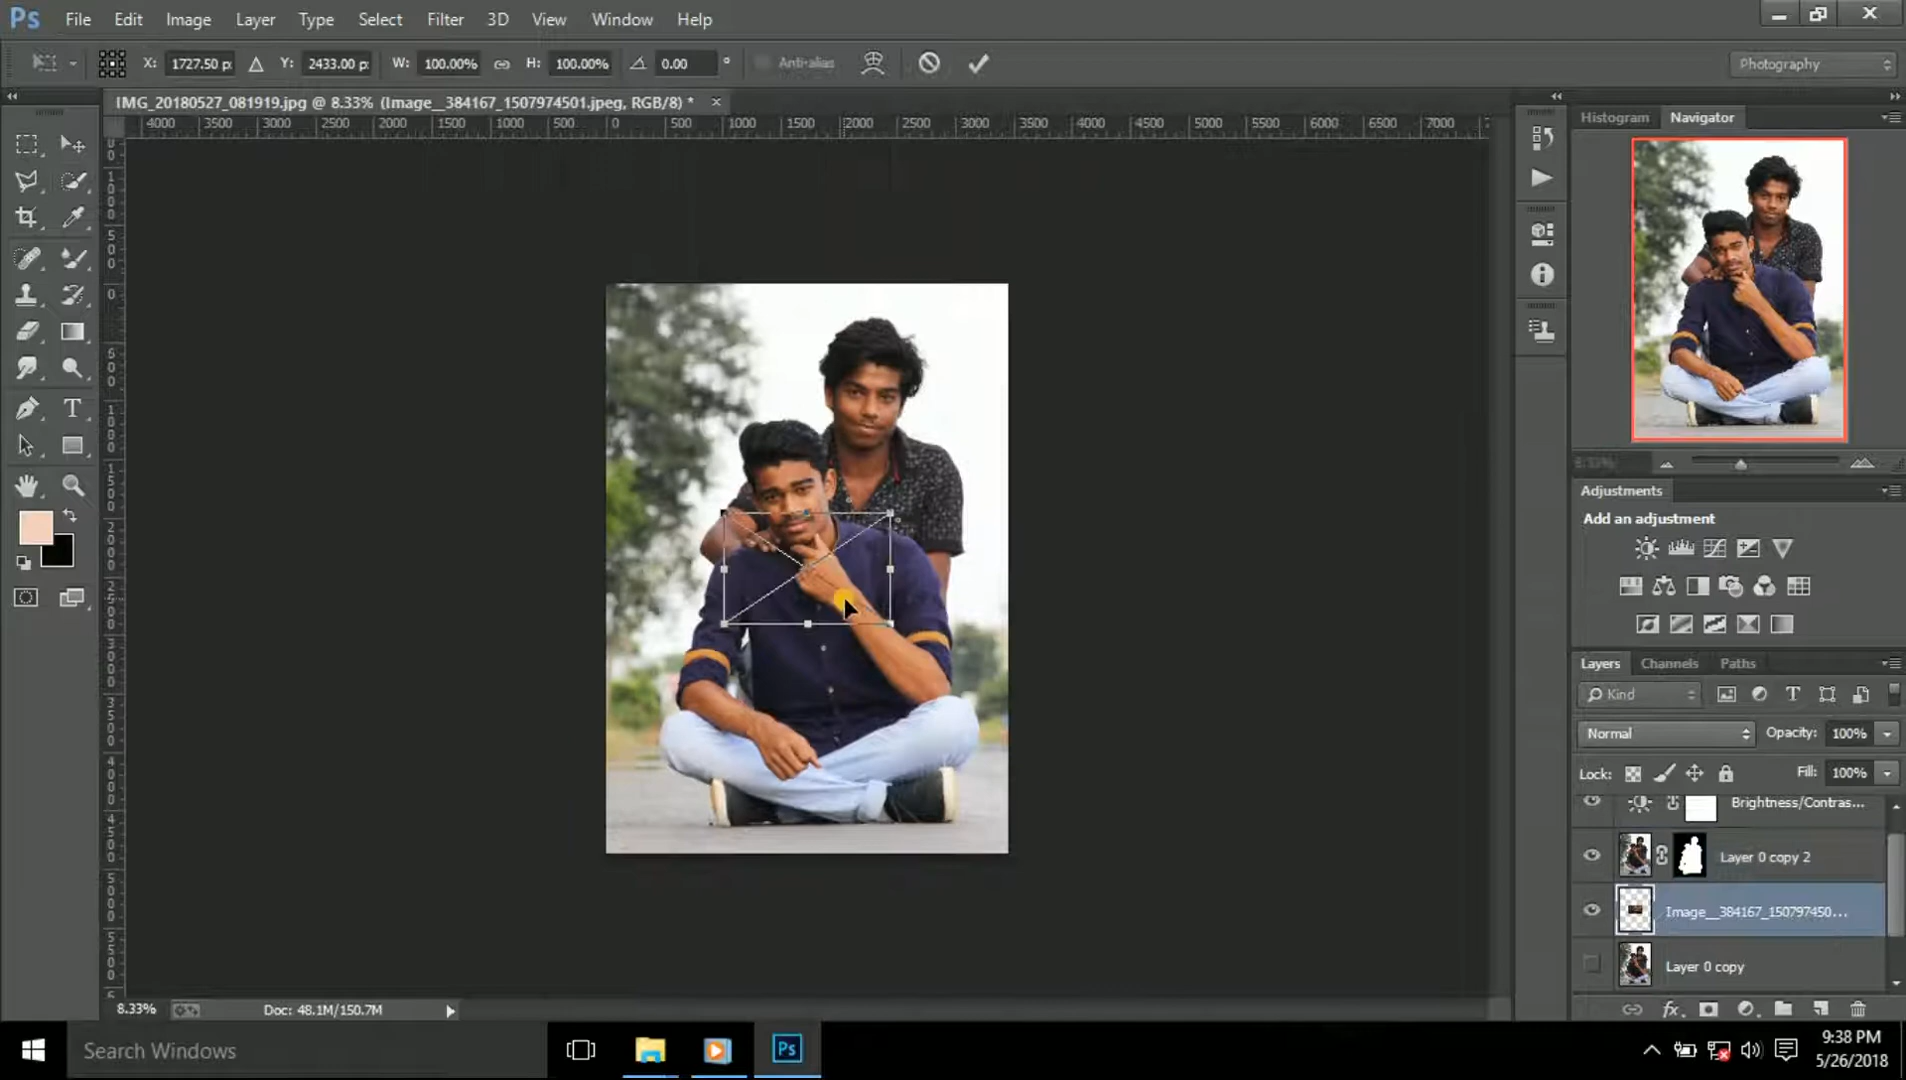 Ps File Edit Image Layer Type Select Filter 3D View Window Help
X: 1727.50 p: Y: 2433.00 p: W: 100.00% H: 100.00% 0.00 ° Anti-alias Photography
IMG_20180527_081919.jpg @ 8.33% (Image__384167_1507974501.jpeg, RGB/8) * ×
4000 3500 3000 2500 2000 1500 1000 500 0 500 1000 1500 2000 2500 3000 3500 4000 4500 5000 5500 6000 6500 7000
Histogram Navigator
8.33%
Adjustments
Add an adjustment
Layers Channels Paths
Kind
Normal Opacity: 100%
Lock: Fill: 100%
Brightness/Contras...
Layer 0 copy 2
Image__384167_150797450...
Layer 0 copy
8.33% Doc: 48.1M/150.7M
Search Windows Ps
9:38 PM
5/26/2018